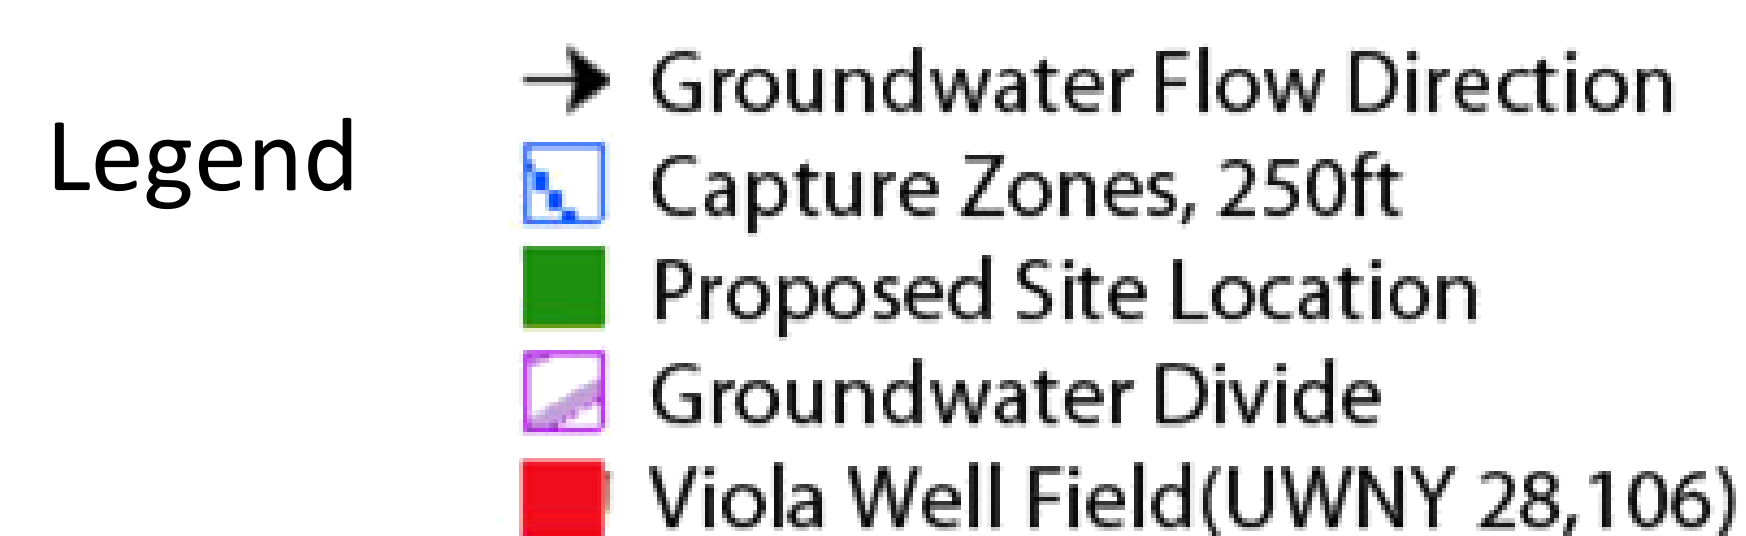 Legend
Groundwater Flow Direction
Capture Zones, 250ft
Proposed Site Location
Groundwater Divide
Viola Well Field(UWNY 28,106)